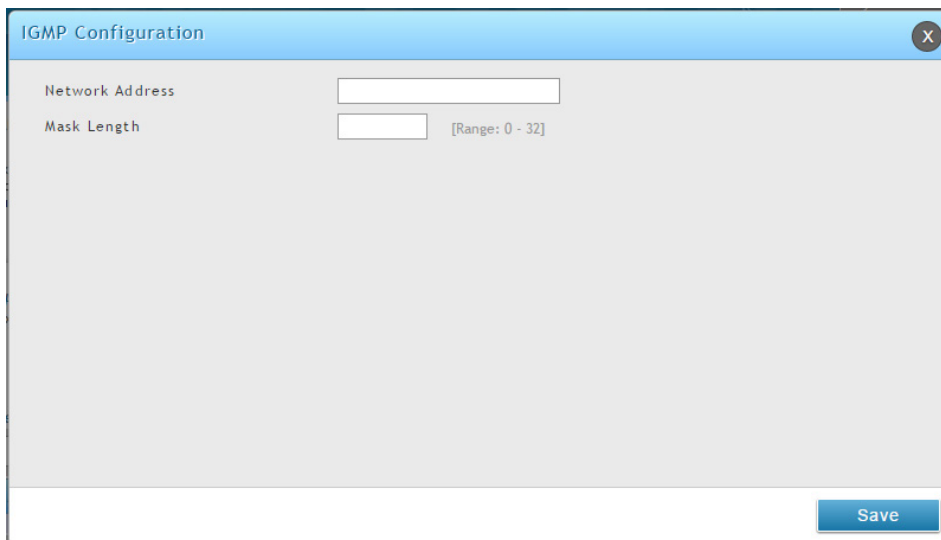 IGMP Configuration
X
Network Address
Mask Length [Range: 0 - 32]
Save